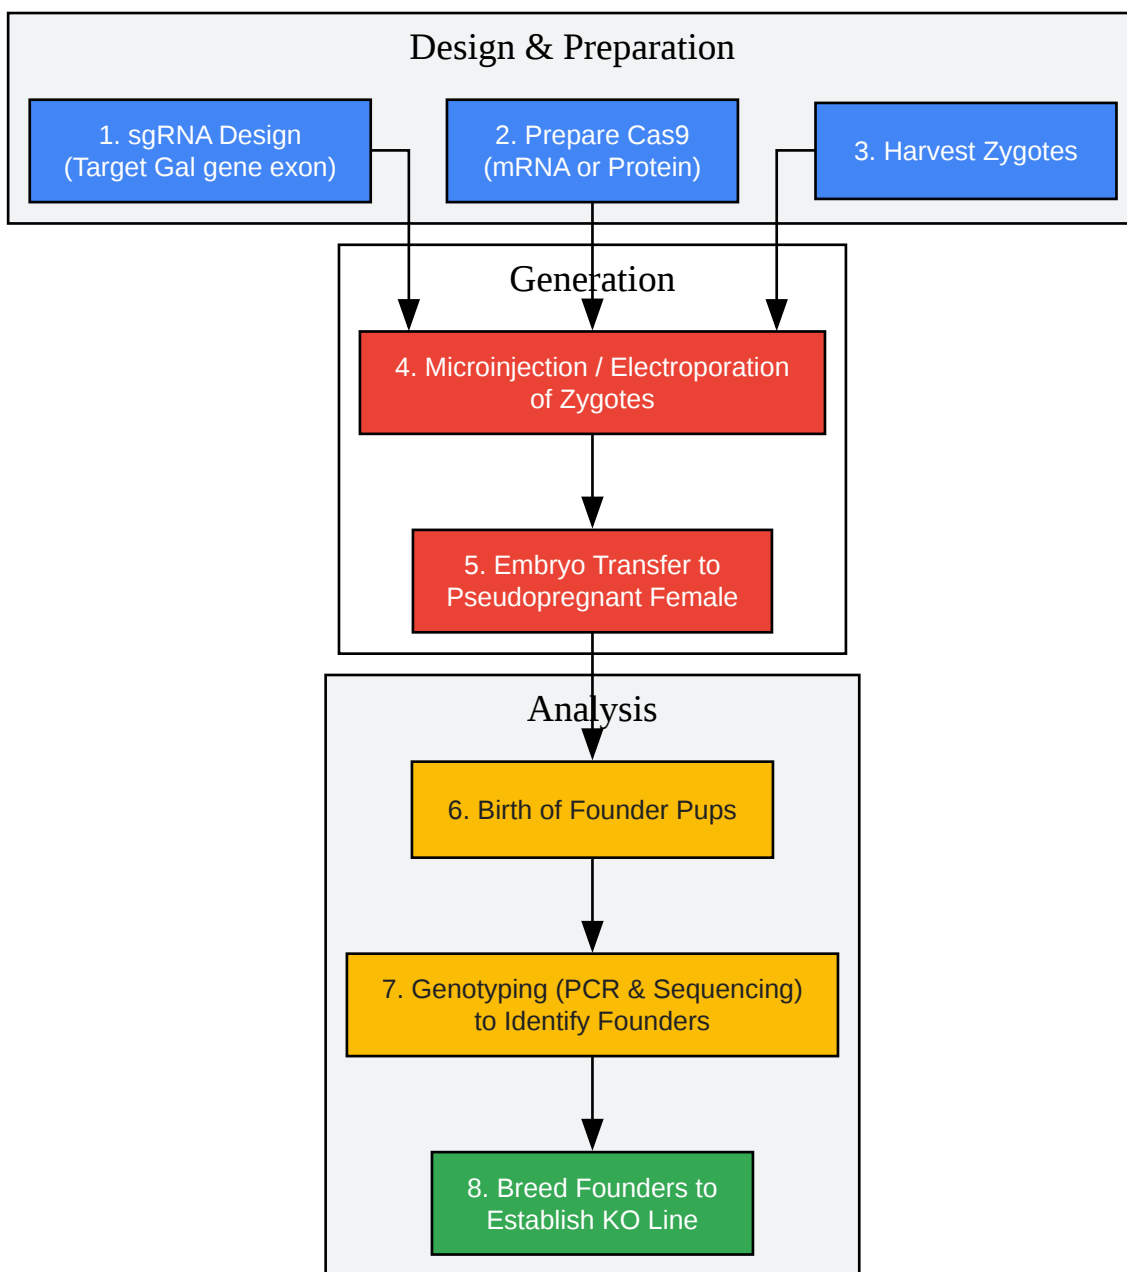 Design & Preparation
1. sgRNA Design
(Target Gal gene exon)
2. Prepare Cas9
(mRNA or Protein)
3. Harvest Zygotes
Generation
4. Microinjection / Electroporation
of Zygotes
5. Embryo Transfer to
Pseudopregnant Female
Analysis
6. Birth of Founder Pups
7. Genotyping (PCR & Sequencing)
to Identify Founders
8. Breed Founders to
Establish KO Line